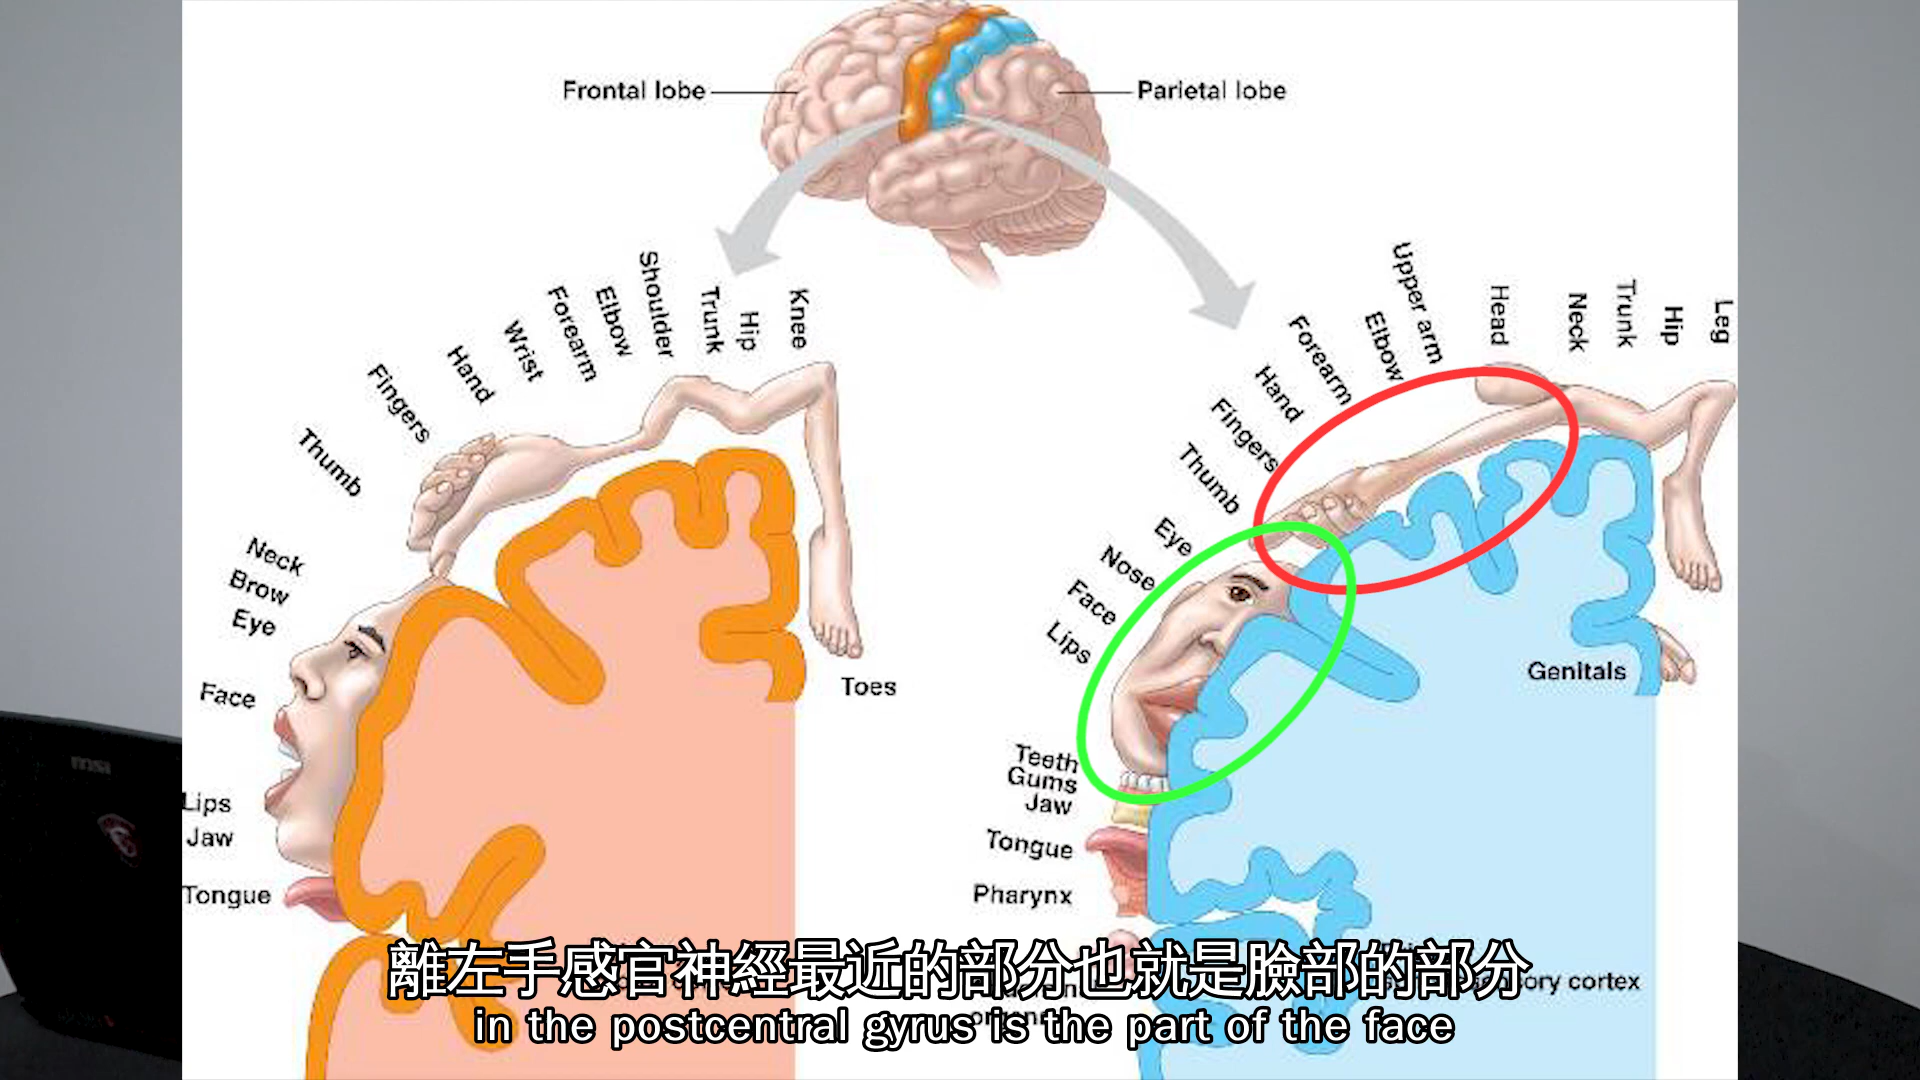 Frontal lobe
Parietal lobe
Shoulder
Elbow
Forearm
Wrist
Hand
Fingers
Thumb
Trunk
Hip
Knee
Neck
Brow
Eye
Face
Lips
Jaw
Tongue
Toes
Upper arm
Elbow
Forearm
Hand
Fingers
Thumb
Head
Neck
Trunk
Hip
Leg
Eye
Nose
Face
Lips
Teeth
Gums
Jaw
Tongue
Pharynx
Genitals
cortex
msi
離左手感官神經最近的部分也就是臉部的部分
in the postcentral gyrus is the part of the face